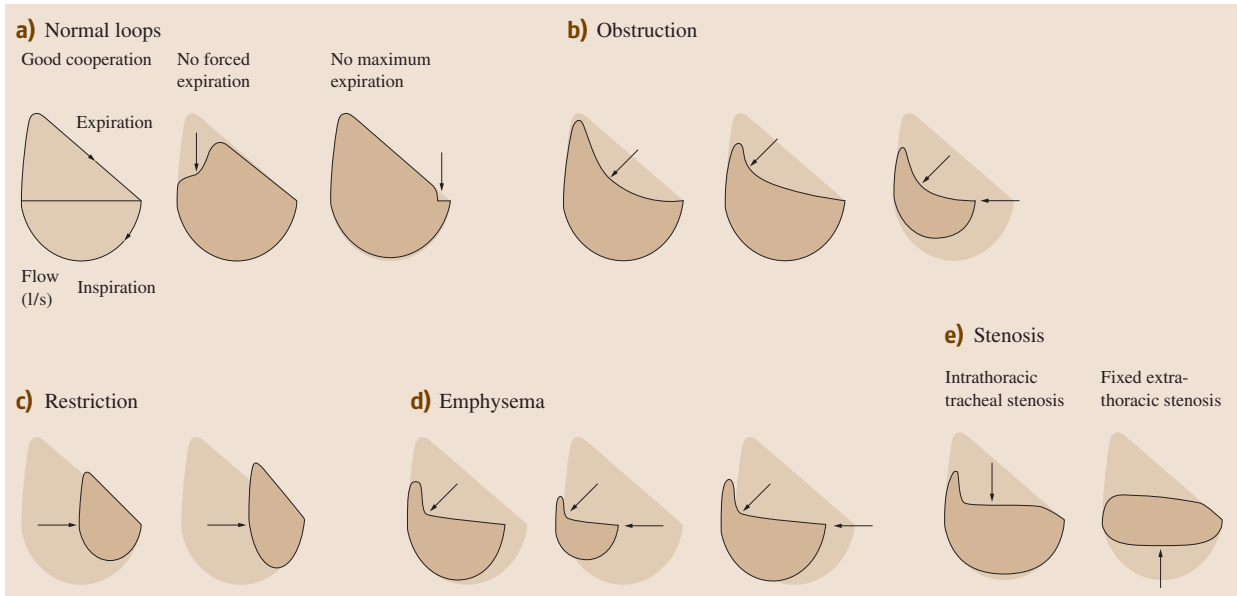 a) Normal loops
Good cooperation
No forced
expiration
No maximum
expiration
Expiration
Flow
(l/s)
Inspiration
b) Obstruction
c) Restriction
d) Emphysema
e) Stenosis
Intrathoracic
tracheal stenosis
Fixed extra-
thoracic stenosis